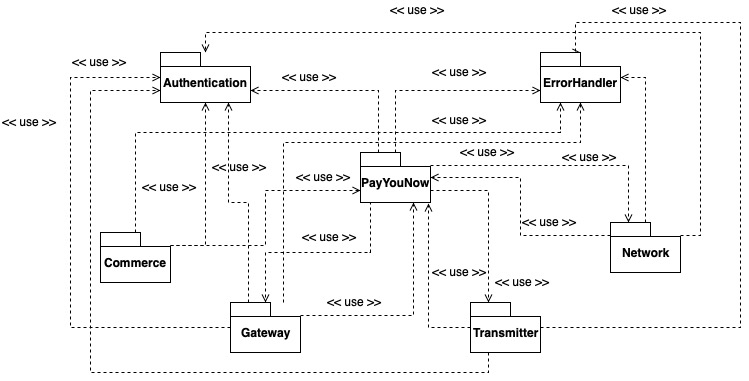 << use >>
<< use >>
<< use >>
<< use >>
Authentication
ErrorHandler
<< use >>
<< use >>
<< use >>
<< use >>
<< use >>
<< use >>
PayYouNow
<< use >>
<< use >>
<< use >>
Commerce
Network
<< use >>
<< use >>
<< use >>
Gateway
Transmitter